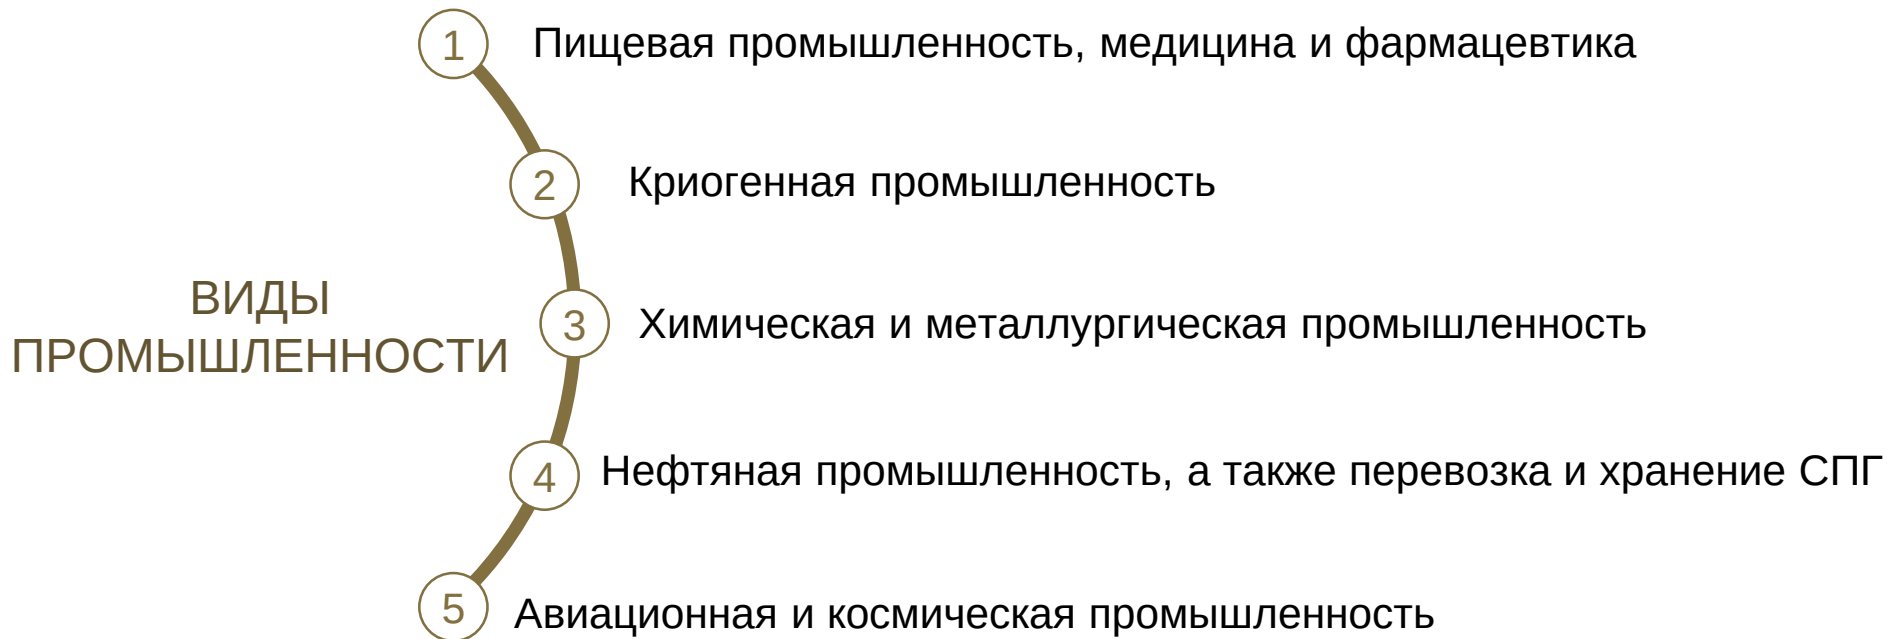 ВИДЫ
ПРОМЫШЛЕННОСТИ
1 Пищевая промышленность, медицина и фармацевтика
2 Криогенная промышленность
3 Химическая и металлургическая промышленность
4 Нефтяная промышленность, а также перевозка и хранение СПГ
5 Авиационная и космическая промышленность